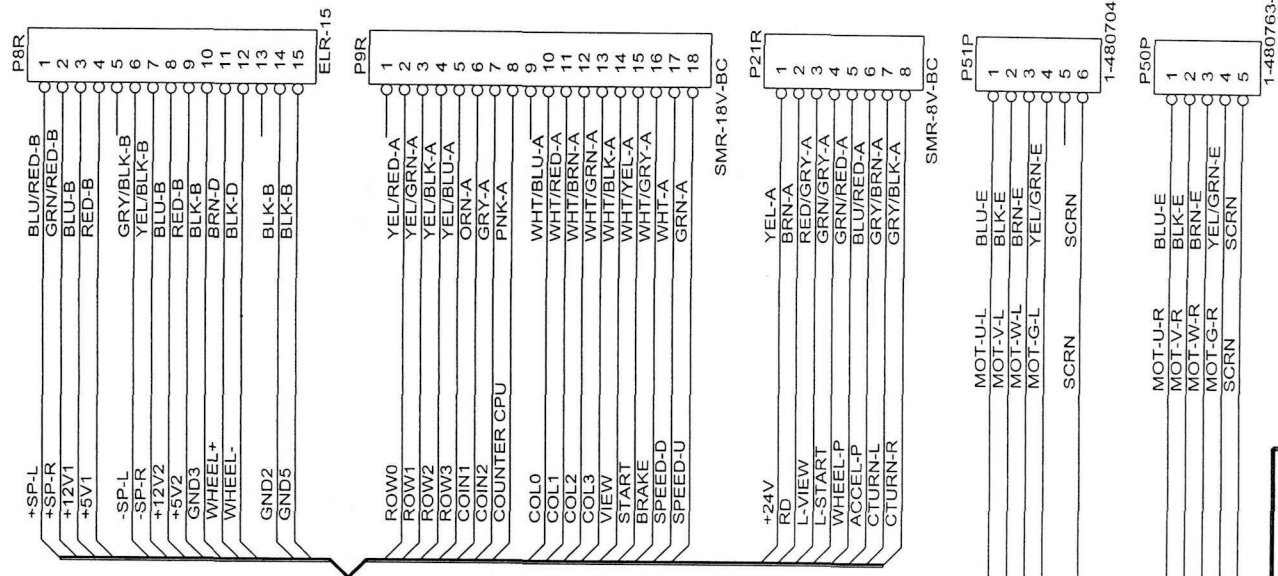 P8R
+SP-L BLU/RED-B 1
+SP-R GRN/RED-B 2
+12V1 BLU-B 3
+5V1 RED-B 4
5
-SP-L GRY/BLK-B 6
-SP-R YEL/BLK-B 7
+12V2 BLU-B 8
+5V2 RED-B 9
GND3 BLK-B 10
WHEEL+ BRN-D 11
WHEEL- BLK-D 12
13
GND2 BLK-B 14
GND5 BLK-B 15
ELR-15
P9R
1
ROW0 YEL/RED-A 2
ROW1 YEL/GRN-A 3
ROW2 YEL/BLK-A 4
ROW3 YEL/BLU-A 5
COIN1 ORN-A 6
COIN2 GRY-A 7
COUNTER CPU PNK-A 8
9
COL0 WHT/BLU-A 10
COL1 WHT/RED-A 11
COL2 WHT/BRN-A 12
COL3 WHT/GRN-A 13
VIEW WHT/BLK-A 14
START WHT/YEL-A 15
BRAKE WHT/GRY-A 16
SPEED-D WHT-A 17
SPEED-U GRN-A 18
SMR-18V-BC
P21R
+24V YEL-A 1
RD BRN-A 2
L-VIEW RED/GRY-A 3
L-START GRN/GRY-A 4
WHEEL-P GRN/RED-A 5
ACCEL-P BLU/RED-A 6
CTURN-L GRY/BRN-A 7
CTURN-R GRY/BLK-A 8
SMR-8V-BC
P51P
MOT-U-L BLU-E 1
MOT-V-L BLK-E 2
MOT-W-L BRN-E 3
MOT-G-L YEL/GRN-E 4
5
SCRN SCRN 6
1-480704
P50P
MOT-U-R BLU-E 1
MOT-V-R BLK-E 2
MOT-W-R BRN-E 3
MOT-G-R YEL/GRN-E 4
SCRN SCRN 5
1-480763-